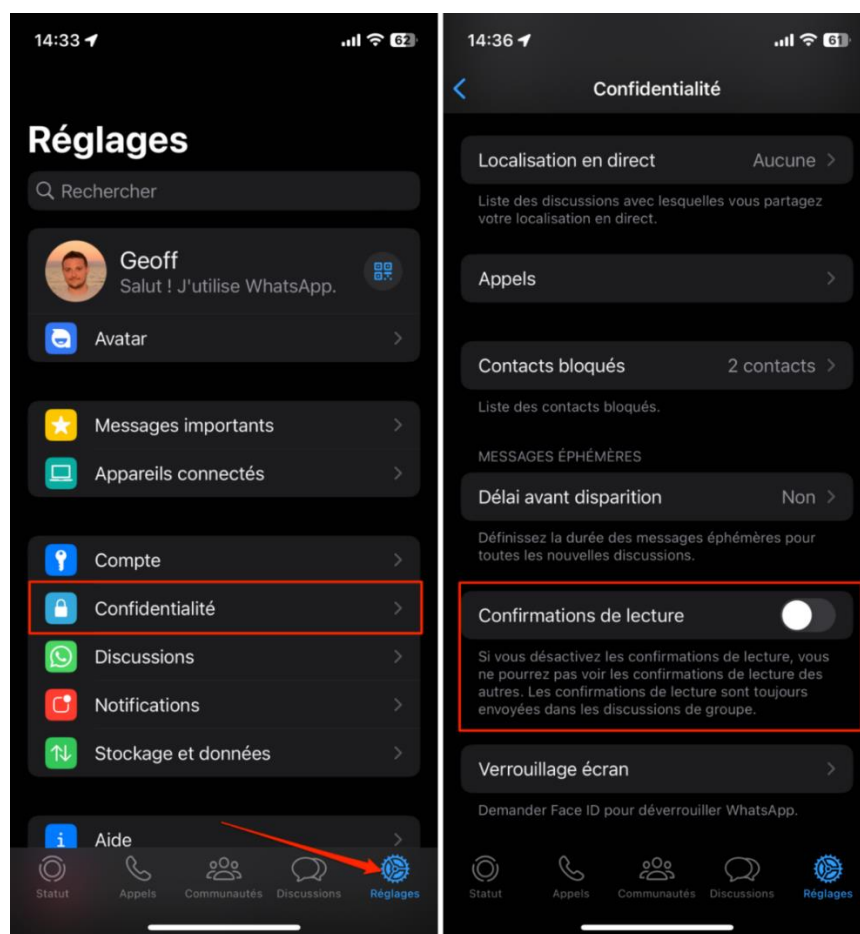 14:33
62
Réglages
Rechercher
Geoff
Salut ! J'utilise WhatsApp.
Avatar
Messages importants
Appareils connectés
Compte
Confidentialité
Discussions
Notifications
Stockage et données
Aide
Statut
Appels
Communautés
Discussions
Réglages
14:36
61
Confidentialité
Localisation en direct
Aucune
Liste des discussions avec lesquelles vous partagez
votre localisation en direct.
Appels
Contacts bloqués
2 contacts
Liste des contacts bloqués.
MESSAGES ÉPHÉMÈRES
Délai avant disparition
Non
Définissez la durée des messages éphémères pour
toutes les nouvelles discussions.
Confirmations de lecture
Si vous désactivez les confirmations de lecture, vous
ne pourrez pas voir les confirmations de lecture des
autres. Les confirmations de lecture sont toujours
envoyées dans les discussions de groupe.
Verrouillage écran
Demander Face ID pour déverrouiller WhatsApp.
Statut
Appels
Communautés
Discussions
Réglages